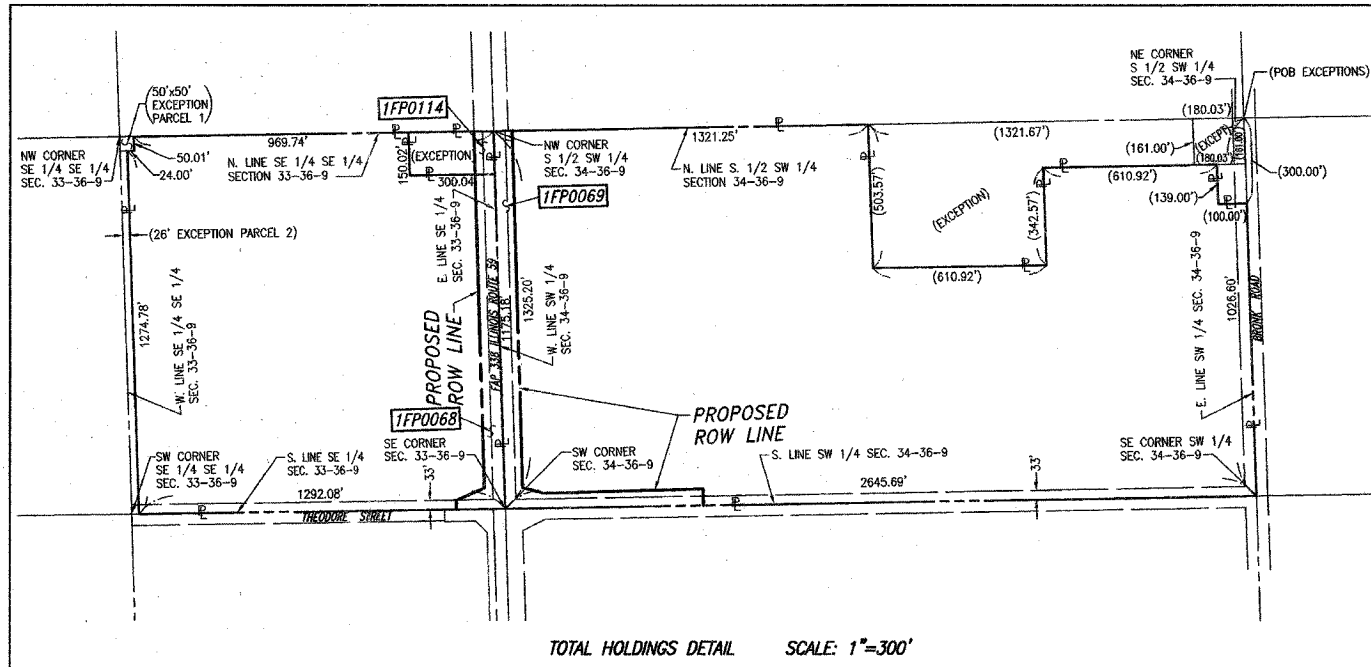 NE CORNER
S 1/2 SW 1/4
SEC. 34-36-9
(POB EXCEPTIONS)
(50'x50'
EXCEPTION
PARCEL 1)
1FP0114
(180.03')
969.74'
1321.25'
(1321.67')
(EXCEPT)
(161.00')
(161.00')
(180.03')
NW CORNER
SE 1/4 SE 1/4
SEC. 33-36-9
50.01'
24.00'
N. LINE SE 1/4 SE 1/4
SECTION 33-36-9
150.02'
(EXCEPTION)
300.04'
NW CORNER
S 1/2 SW 1/4
SEC. 34-36-9
N. LINE S. 1/2 SW 1/4
SECTION 34-36-9
(610.92')
(300.00')
(139.00')
(100.00')
1FP0069
(503.57')
(EXCEPTION)
(342.57')
(26' EXCEPTION PARCEL 2)
E. LINE SE 1/4
SEC. 33-36-9
(610.92')
1274.78'
W. LINE SE 1/4 SE 1/4
SEC. 33-36-9
PROPOSED
ROW LINE
FAP 338 ILLINOIS ROUTE 59
1175.18
1325.20'
W. LINE SW 1/4
SEC. 34-36-9
E. LINE SW 1/4 SEC. 34-36-9
1026.60'
BRONK ROAD
1FP0068
PROPOSED
ROW LINE
SW CORNER
SE 1/4 SE 1/4
SEC. 33-36-9
S. LINE SE 1/4
SEC. 33-36-9
SE CORNER
SEC. 33-36-9
SW CORNER
SEC. 34-36-9
S. LINE SW 1/4 SEC. 34-36-9
SE CORNER SW 1/4
SEC. 34-36-9
1292.08'
33'
2645.69'
33'
THEODORE STREET
TOTAL HOLDINGS DETAIL SCALE: 1"=300'